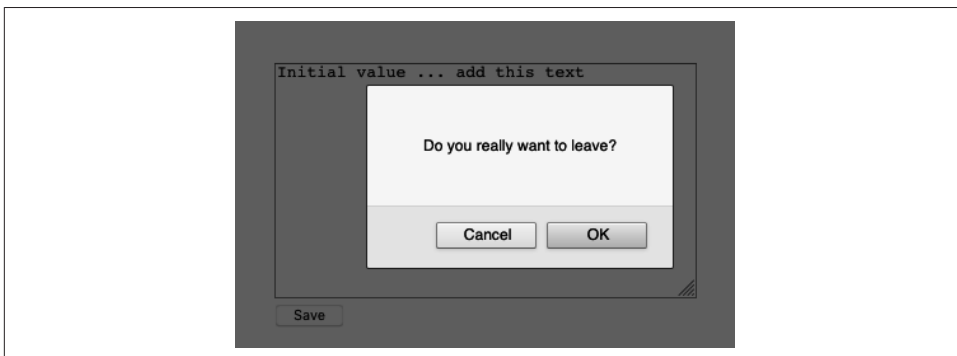 Initial value ... add this text
Do you really want to leave?
Cancel
OK
Save